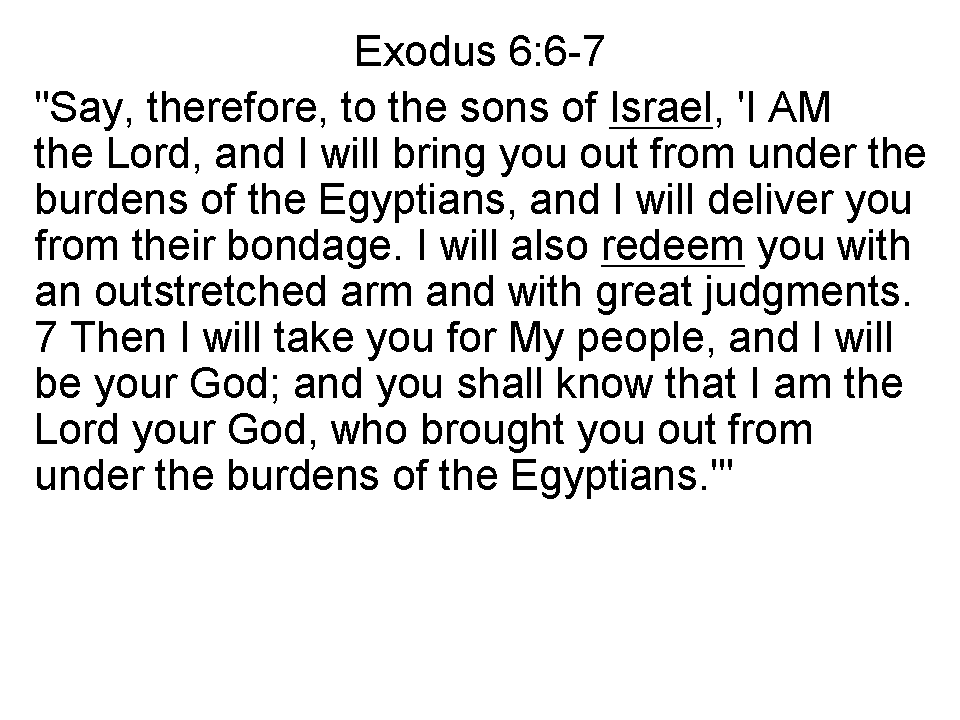 Exodus 6:6-7
"Say, therefore, to the sons of Israel, 'I AM
the Lord, and I will bring you out from under the
burdens of the Egyptians, and I will deliver you
from their bondage. I will also redeem you with
an outstretched arm and with great judgments.
7 Then I will take you for My people, and I will
be your God; and you shall know that I am the
Lord your God, who brought you out from
under the burdens of the Egyptians.'"